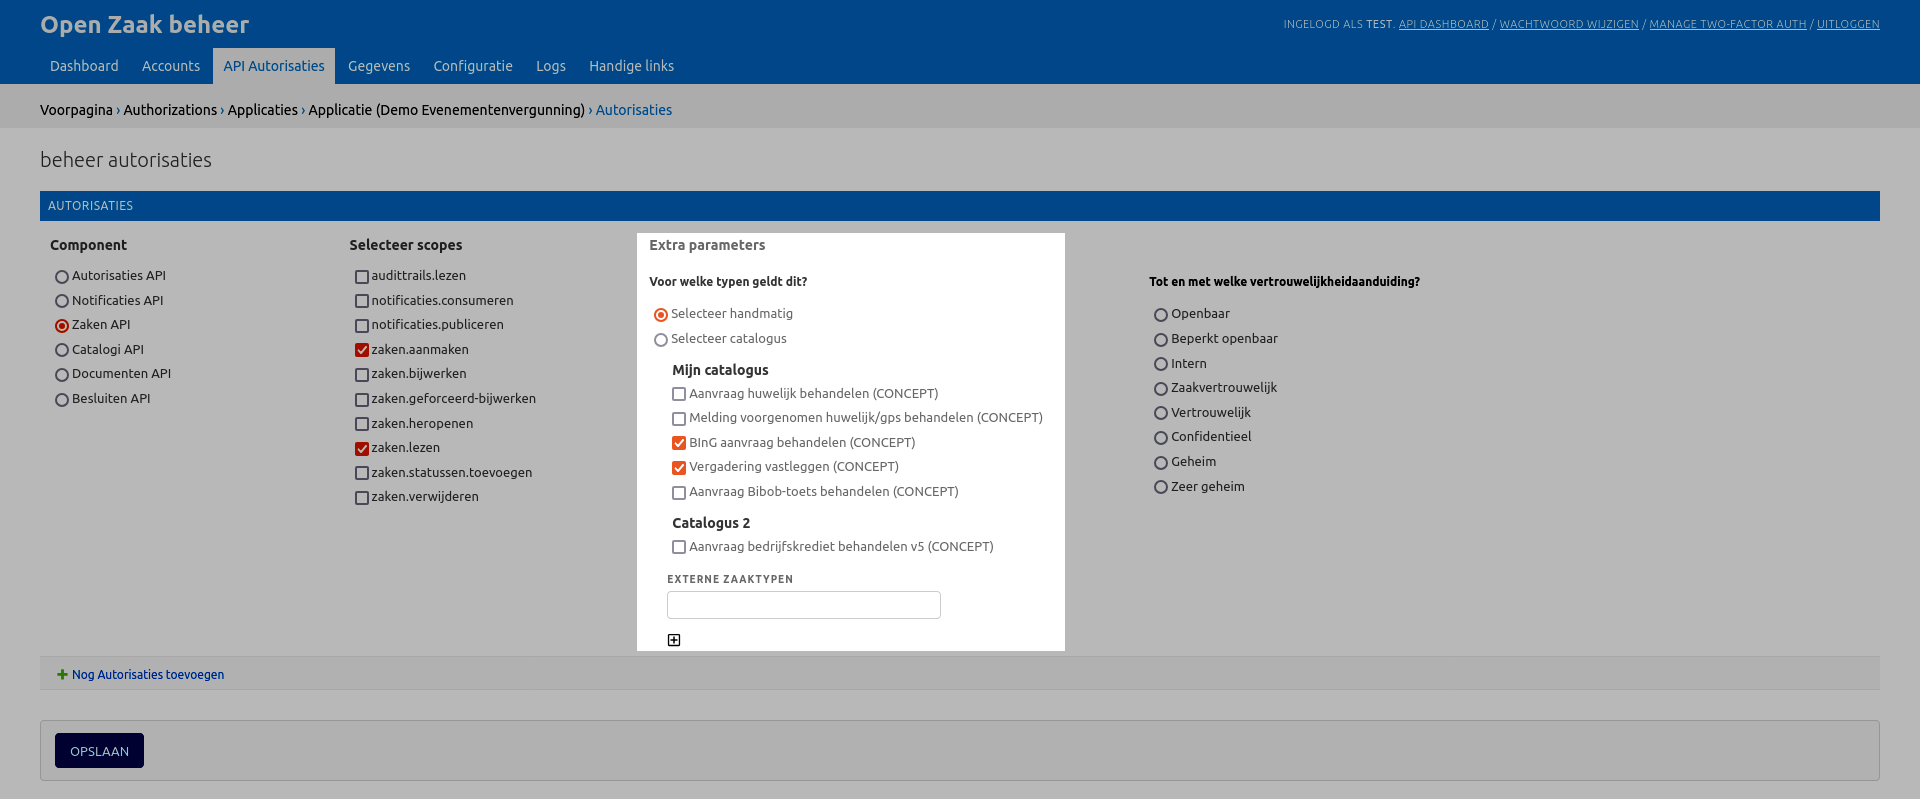 Open Zaak beheer
INGELOGD ALS TEST. API DASHBOARD / WACHTWOORD WIJZIGEN / MANAGE TWO-FACTOR AUTH / UITLOGGEN
Dashboard Accounts API Autorisaties Gegevens Configuratie Logs Handige links
Voorpagina › Authorizations › Applicaties › Applicatie (Demo Evenementenvergunning) › Autorisaties
beheer autorisaties
AUTORISATIES
Component
Autorisaties API
Notificaties API
Zaken API
Catalogi API
Documenten API
Besluiten API
Selecteer scopes
audittrails.lezen
notificaties.consumeren
notificaties.publiceren
zaken.aanmaken
zaken.bijwerken
zaken.geforceerd-bijwerken
zaken.heropenen
zaken.lezen
zaken.statussen.toevoegen
zaken.verwijderen
Extra parameters
Voor welke typen geldt dit?
Selecteer handmatig
Selecteer catalogus
Mijn catalogus
Aanvraag huwelijk behandelen (CONCEPT)
Melding voorgenomen huwelijk/gps behandelen (CONCEPT)
BInG aanvraag behandelen (CONCEPT)
Vergadering vastleggen (CONCEPT)
Aanvraag Bibob-toets behandelen (CONCEPT)
Catalogus 2
Aanvraag bedrijfskrediet behandelen v5 (CONCEPT)
EXTERNE ZAAKTYPEN
Tot en met welke vertrouwelijkheidaanduiding?
Openbaar
Beperkt openbaar
Intern
Zaakvertrouwelijk
Vertrouwelijk
Confidentieel
Geheim
Zeer geheim
Nog Autorisaties toevoegen
OPSLAAN